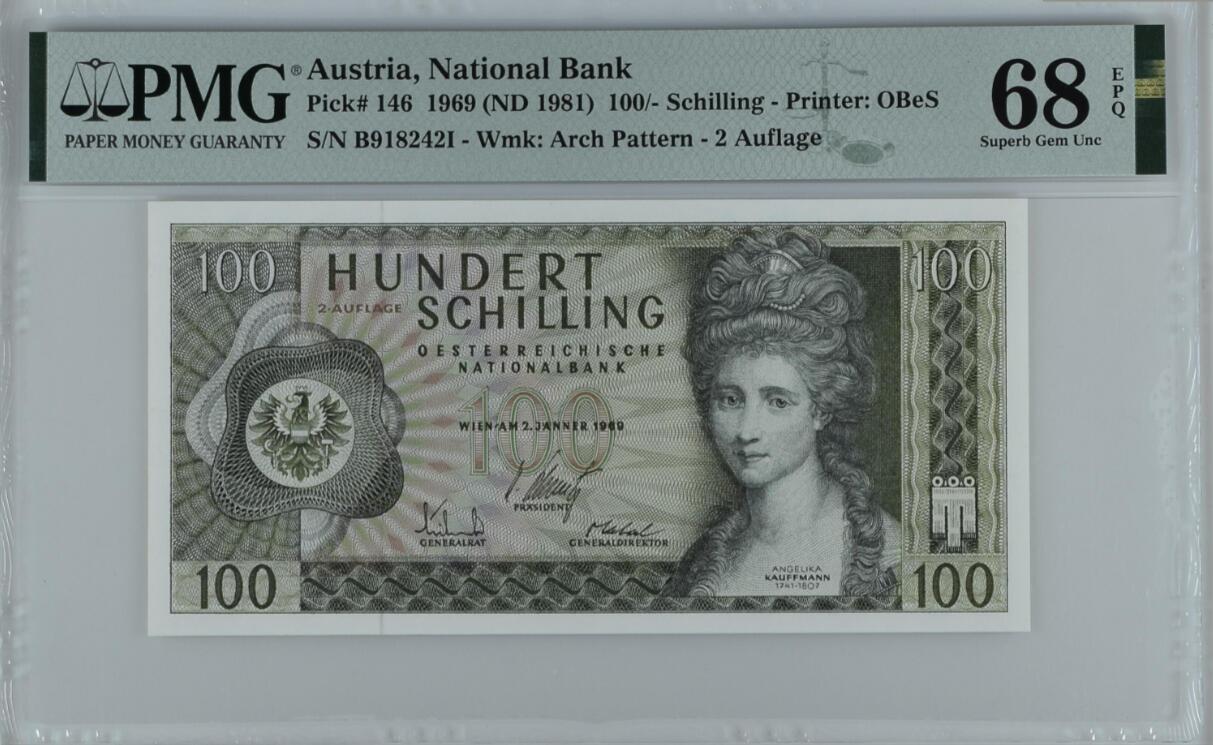 PMG®
PAPER MONEY GUARANTY
Austria, National Bank
Pick# 146 1969 (ND 1981) 100/- Schilling - Printer: OBeS
S/N B918242I - Wmk: Arch Pattern - 2 Auflage
68
EPQ
Superb Gem Unc
100
HUNDERT
100
2·AUFLAGE
SCHILLING
OESTERREICHISCHE
NATIONALBANK
100
WIEN·AM 2. JÄNNER 1969
PRÄSIDENT
GENERALRAT
GENERALDIREKTOR
ANGELIKA
KAUFFMANN
1741-1807
100
100